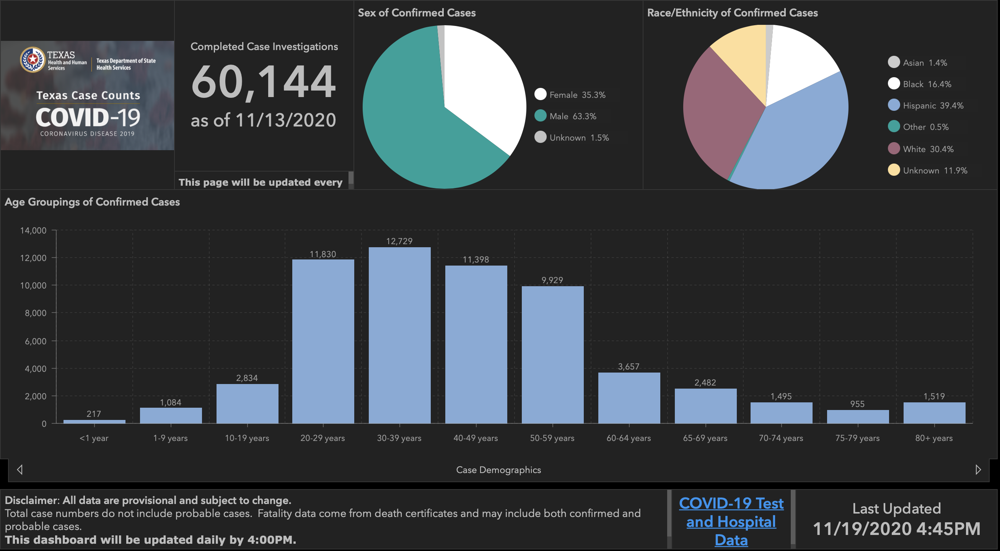 TEXAS
Health and Human
Services
Texas Department of State
Health Services
Texas Case Counts
COVID-19
CORONAVIRUS DISEASE 2019
Completed Case Investigations
60,144
as of 11/13/2020
This page will be updated every
Sex of Confirmed Cases
Female 35.3%
Male 63.3%
Unknown 1.5%
Race/Ethnicity of Confirmed Cases
Asian 1.4%
Black 16.4%
Hispanic 39.4%
Other 0.5%
White 30.4%
Unknown 11.9%
Age Groupings of Confirmed Cases
14,000
12,000
10,000
8,000
6,000
4,000
2,000
0
217
1,084
2,834
11,830
12,729
11,398
9,929
3,657
2,482
1,495
955
1,519
<1 year
1-9 years
10-19 years
20-29 years
30-39 years
40-49 years
50-59 years
60-64 years
65-69 years
70-74 years
75-79 years
80+ years
Case Demographics
Disclaimer: All data are provisional and subject to change.
Total case numbers do not include probable cases.  Fatality data come from death certificates and may include both confirmed and
probable cases.
This dashboard will be updated daily by 4:00PM.
COVID-19 Test
and Hospital
Data
Last Updated
11/19/2020 4:45PM